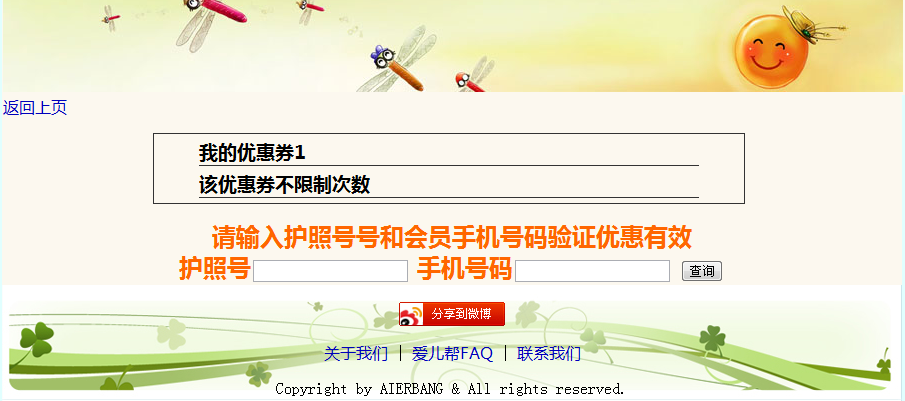 返回上页
我的优惠券1
该优惠券不限制次数
请输入护照号号和会员手机号码验证优惠有效
护照号 手机号码 查询
分享到微博
关于我们 | 爱儿帮FAQ | 联系我们
Copyright by AIERBANG & All rights reserved.